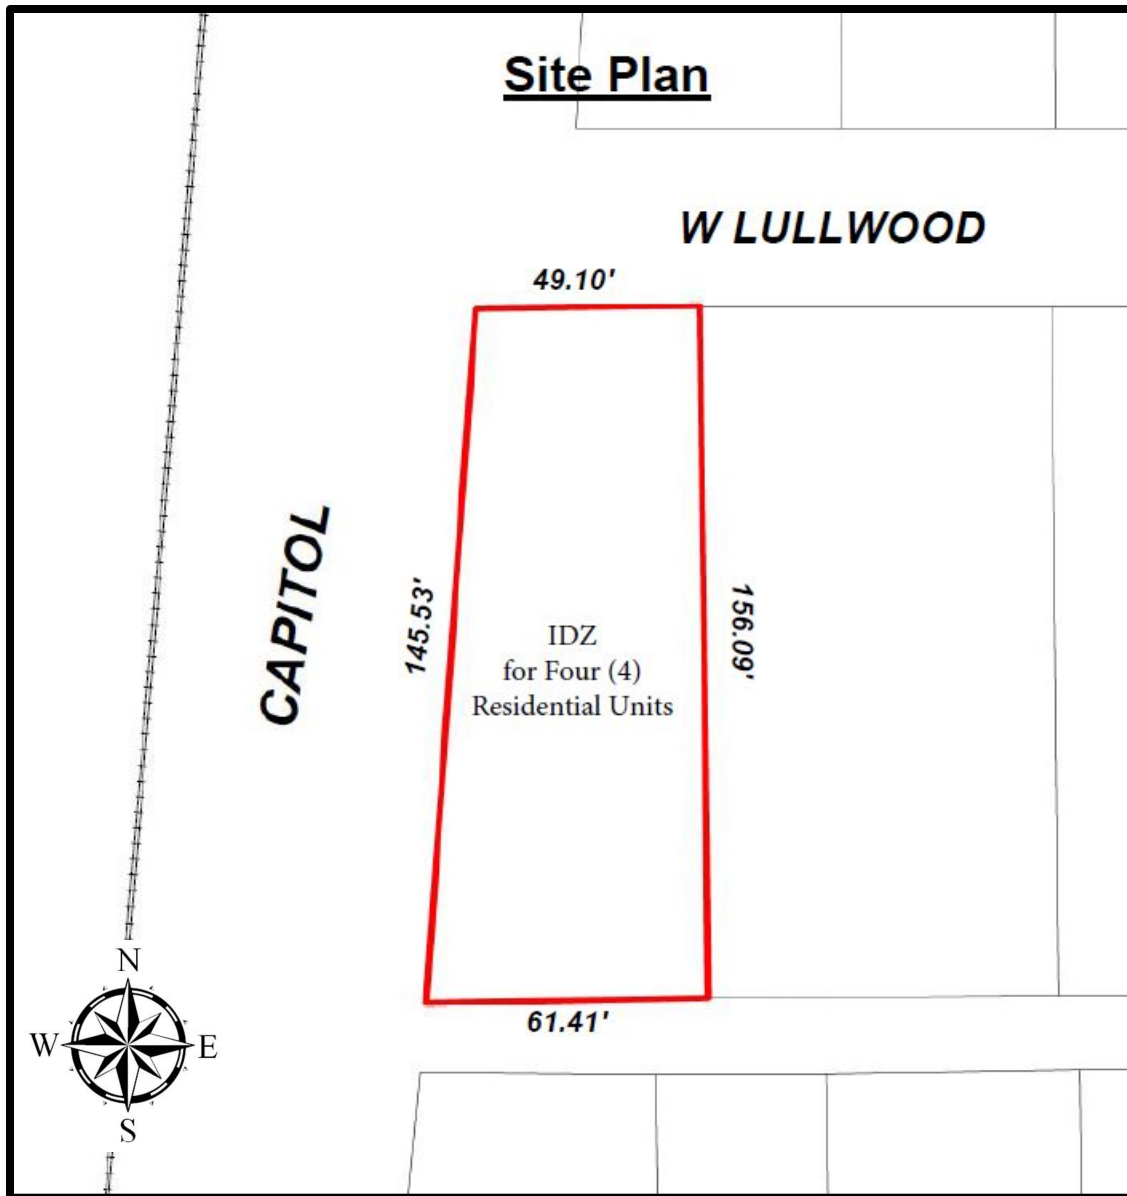 Site Plan
W LULLWOOD
49.10'
CAPITOL
145.53'
156.09'
IDZ
for Four (4)
Residential Units
61.41'
N
W
E
S